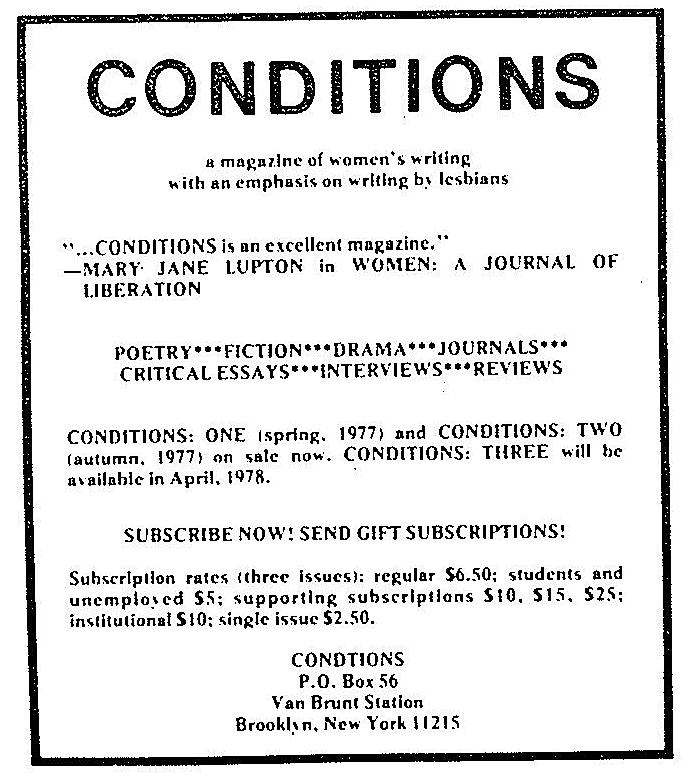 CONDITIONS
a magazine of women's writing
with an emphasis on writing by lesbians
"...CONDITIONS is an excellent magazine."
—MARY JANE LUPTON in WOMEN: A JOURNAL OF
LIBERATION
POETRY***FICTION***DRAMA***JOURNALS***
CRITICAL ESSAYS***INTERVIEWS***REVIEWS
CONDITIONS: ONE (spring, 1977) and CONDITIONS: TWO
(autumn, 1977) on sale now. CONDITIONS: THREE will be
available in April, 1978.
SUBSCRIBE NOW! SEND GIFT SUBSCRIPTIONS!
Subscription rates (three issues): regular $6.50; students and
unemployed $5; supporting subscriptions $10, $15, $25;
institutional $10; single issue $2.50.
CONDTIONS
P.O. Box 56
Van Brunt Station
Brooklyn, New York 11215